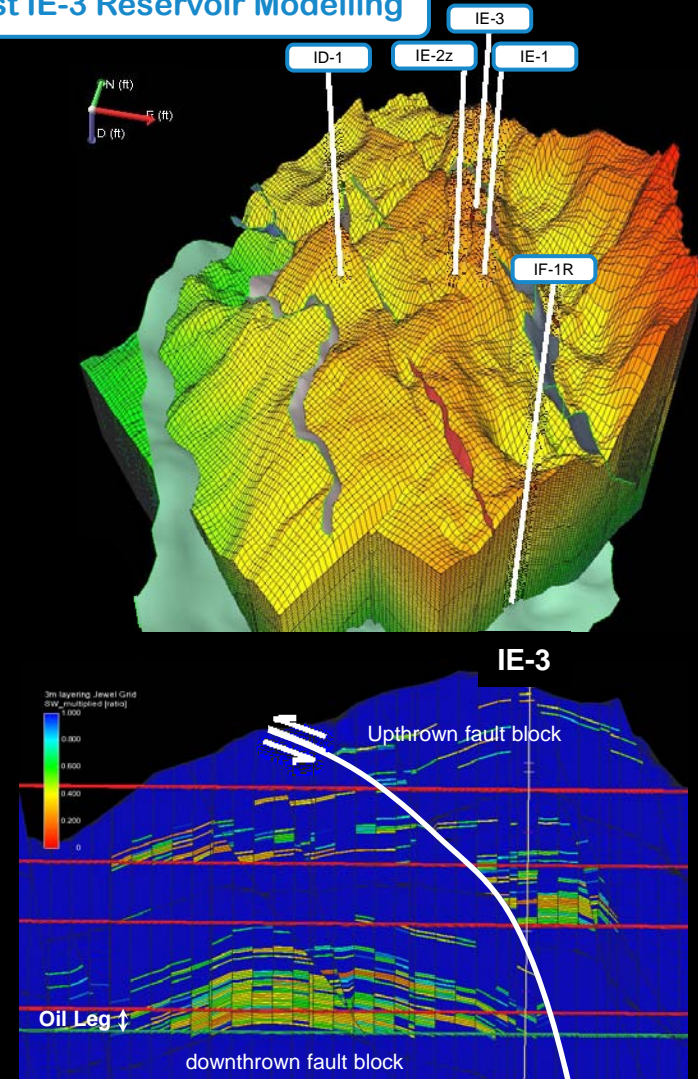 st IE-3 Reservoir Modelling
IE-3
ID-1
IE-2z
IE-1
N (ft)
E (ft)
D (ft)
IF-1R
IE-3
3m layering Jewel Grid
SW_multiplied [ratio]
1.000
0.800
0.600
0.400
0.200
0
Upthrown fault block
Oil Leg
downthrown fault block